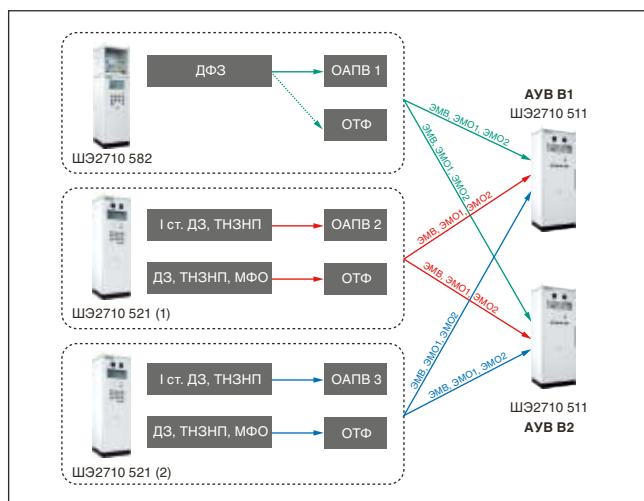 ДФЗ
ОАПВ 1
ОТФ
ШЭ2710 582
I ст. ДЗ, ТНЗНП
ОАПВ 2
ДЗ, ТНЗНП, МФО
ОТФ
ШЭ2710 521 (1)
I ст. ДЗ, ТНЗНП
ОАПВ 3
ДЗ, ТНЗНП, МФО
ОТФ
ШЭ2710 521 (2)
ЭМВ, ЭМО1, ЭМО2
ЭМВ, ЭМО1, ЭМО2
ЭМВ, ЭМО1, ЭМО2
ЭМВ, ЭМО1, ЭМО2
ЭМВ, ЭМО1, ЭМО2
ЭМВ, ЭМО1, ЭМО2
АУВ В1
ШЭ2710 511
ШЭ2710 511
АУВ В2